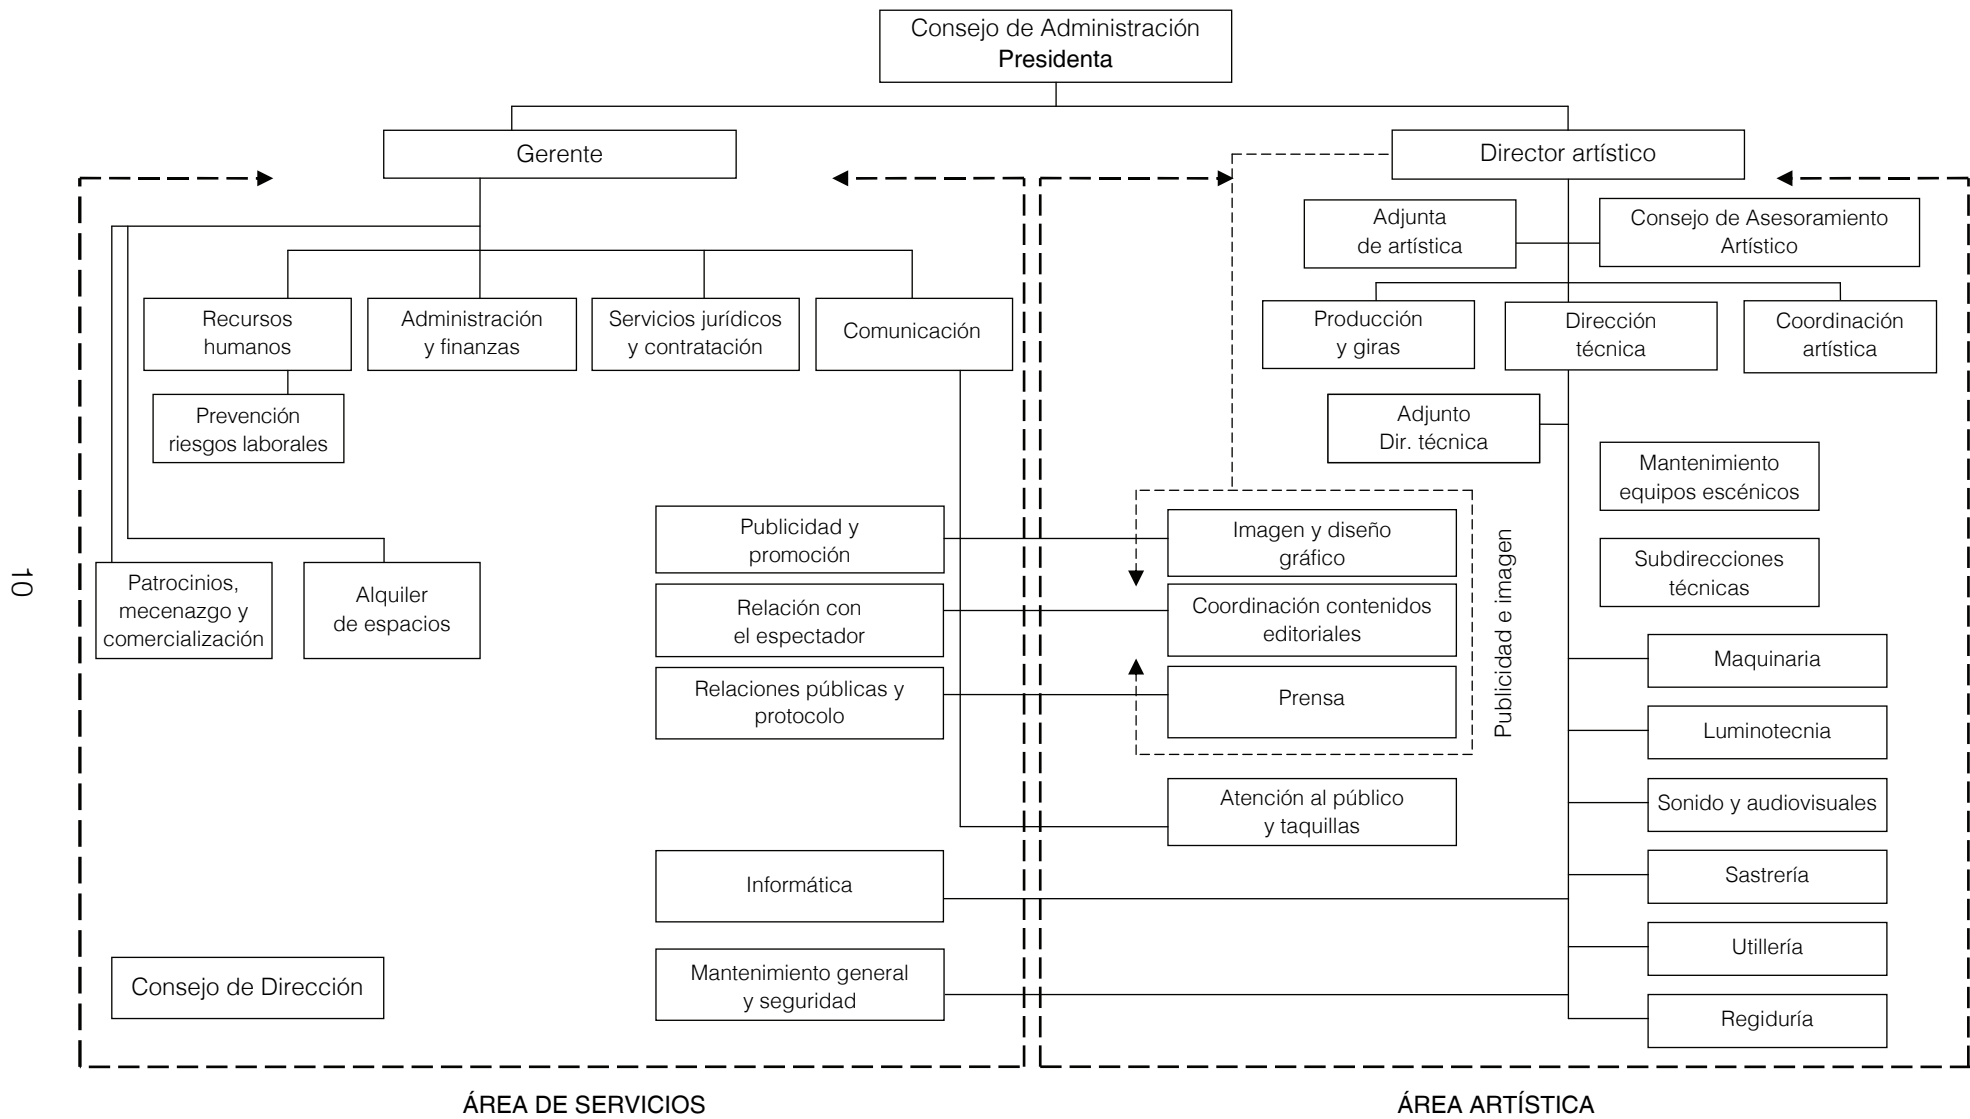 Consejo de Administración
Presidenta
Gerente
Director artístico
Adjunta
de artística
Consejo de Asesoramiento
Artístico
Recursos
humanos
Administración
y finanzas
Servicios jurídicos
y contratación
Comunicación
Producción
y giras
Dirección
técnica
Coordinación
artística
Prevención
riesgos laborales
Adjunto
Dir. técnica
Mantenimiento
equipos escénicos
Publicidad y
promoción
Imagen y diseño
gráfico
Subdirecciones
técnicas
Patrocinios,
mecenazgo y
comercialización
Alquiler
de espacios
Relación con
el espectador
Coordinación contenidos
editoriales
Publicidad e imagen
Relaciones públicas y
protocolo
Prensa
Maquinaria
Luminotecnia
Atención al público
y taquillas
Sonido y audiovisuales
Informática
Sastrería
Utillería
Consejo de Dirección
Mantenimiento general
y seguridad
Regiduría
ÁREA DE SERVICIOS
ÁREA ARTÍSTICA
10